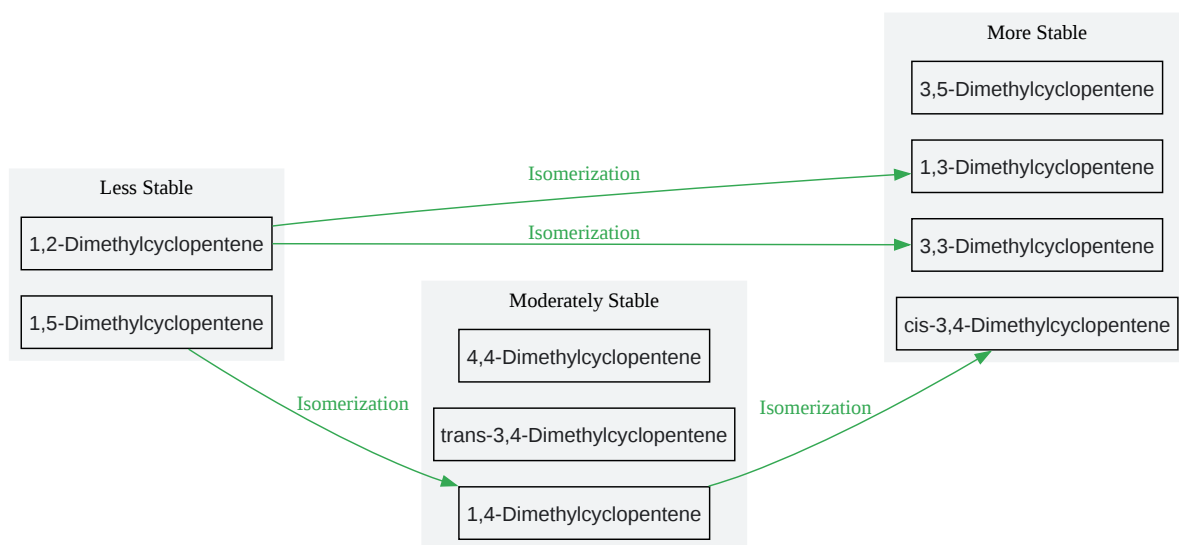 More Stable
3,5-Dimethylcyclopentene
1,3-Dimethylcyclopentene
3,3-Dimethylcyclopentene
cis-3,4-Dimethylcyclopentene
Isomerization
Isomerization
Less Stable
1,2-Dimethylcyclopentene
1,5-Dimethylcyclopentene
Moderately Stable
4,4-Dimethylcyclopentene
trans-3,4-Dimethylcyclopentene
1,4-Dimethylcyclopentene
Isomerization
Isomerization